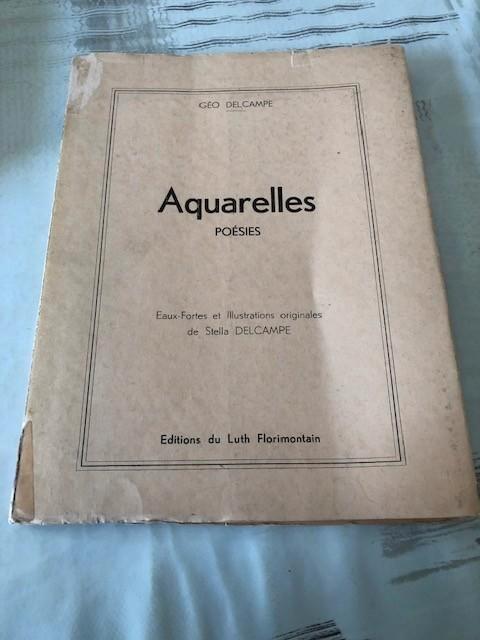 GÉO DELCAMPE
Aquarelles
POÉSIES
Eaux-Fortes et Illustrations originales
de Stella DELCAMPE
Editions du Luth Florimontain